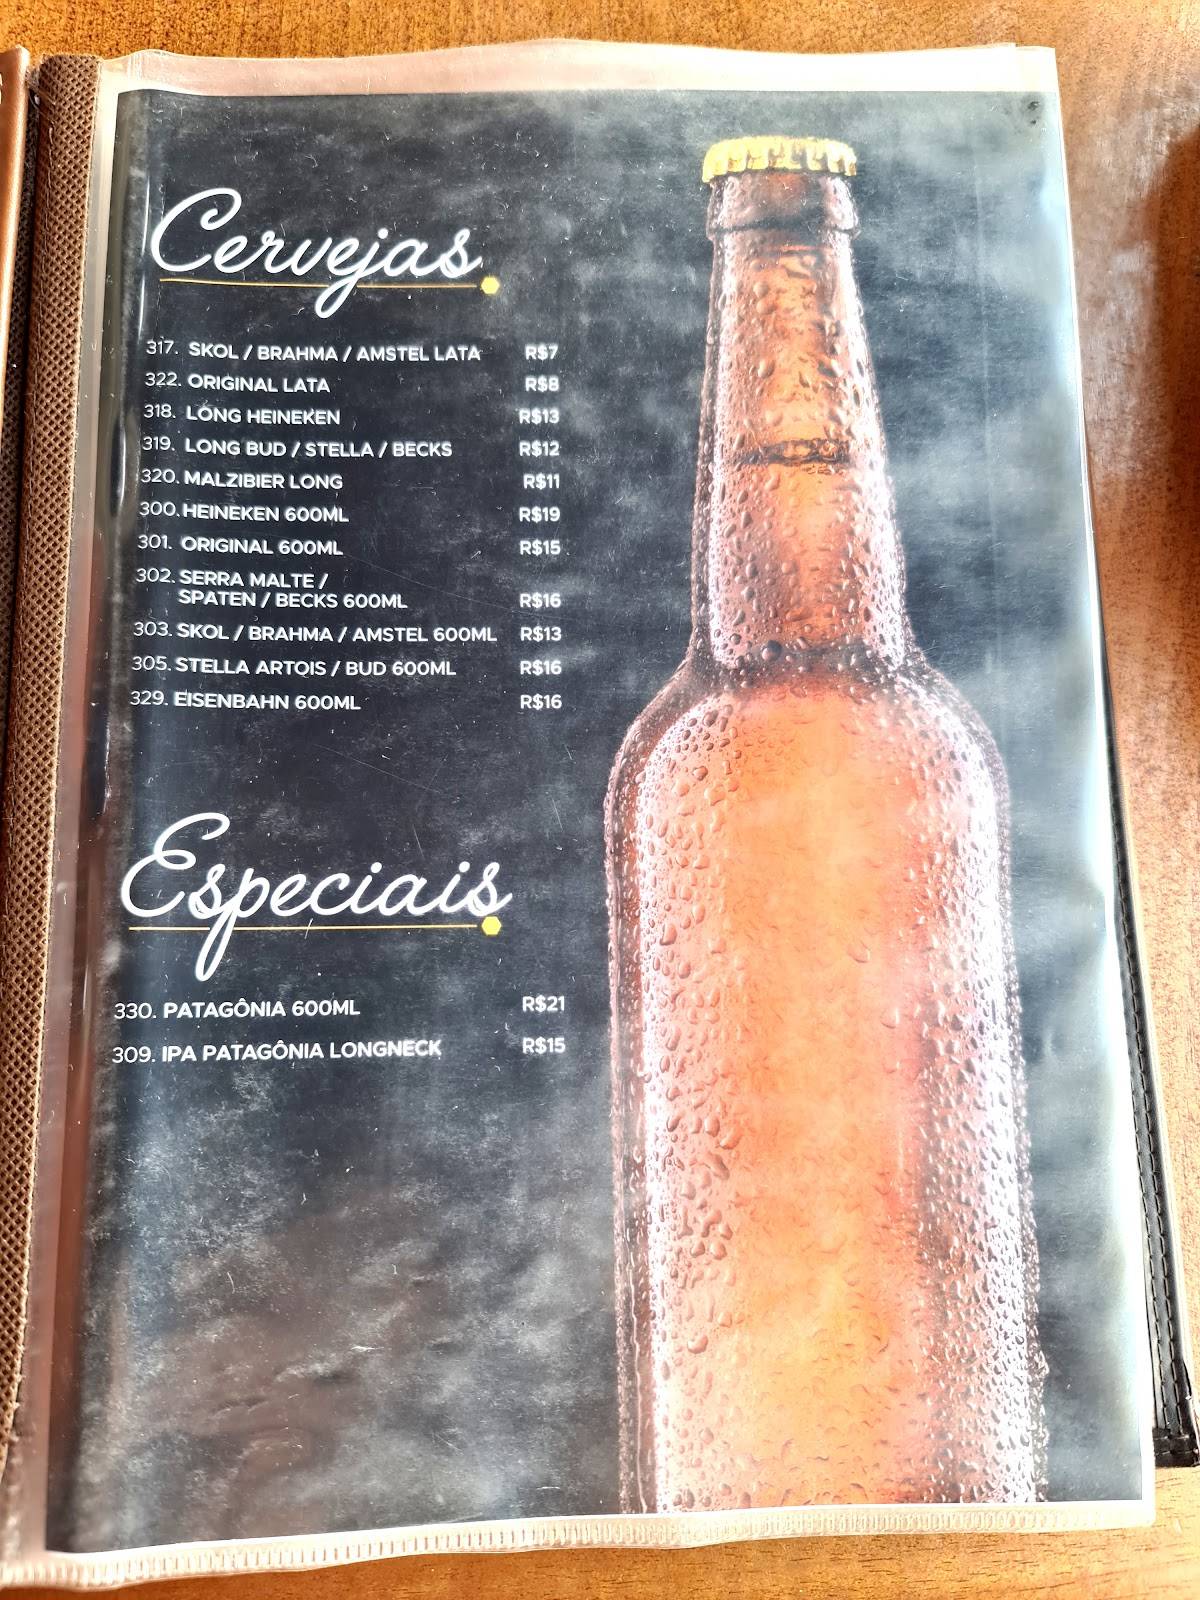 Cervejas
317. SKOL / BRAHMA / AMSTEL LATA R$7
322. ORIGINAL LATA R$8
318. LONG HEINEKEN R$13
319. LONG BUD / STELLA / BECKS R$12
320. MALZIBIER LONG R$11
300. HEINEKEN 600ML R$19
301. ORIGINAL 600ML R$15
302. SERRA MALTE /
SPATEN / BECKS 600ML R$16
303. SKOL / BRAHMA / AMSTEL 600ML R$13
305. STELLA ARTOIS / BUD 600ML R$16
329. EISENBAHN 600ML R$16
Especiais
330. PATAGÔNIA 600ML R$21
309. IPA PATAGÔNIA LONGNECK R$15